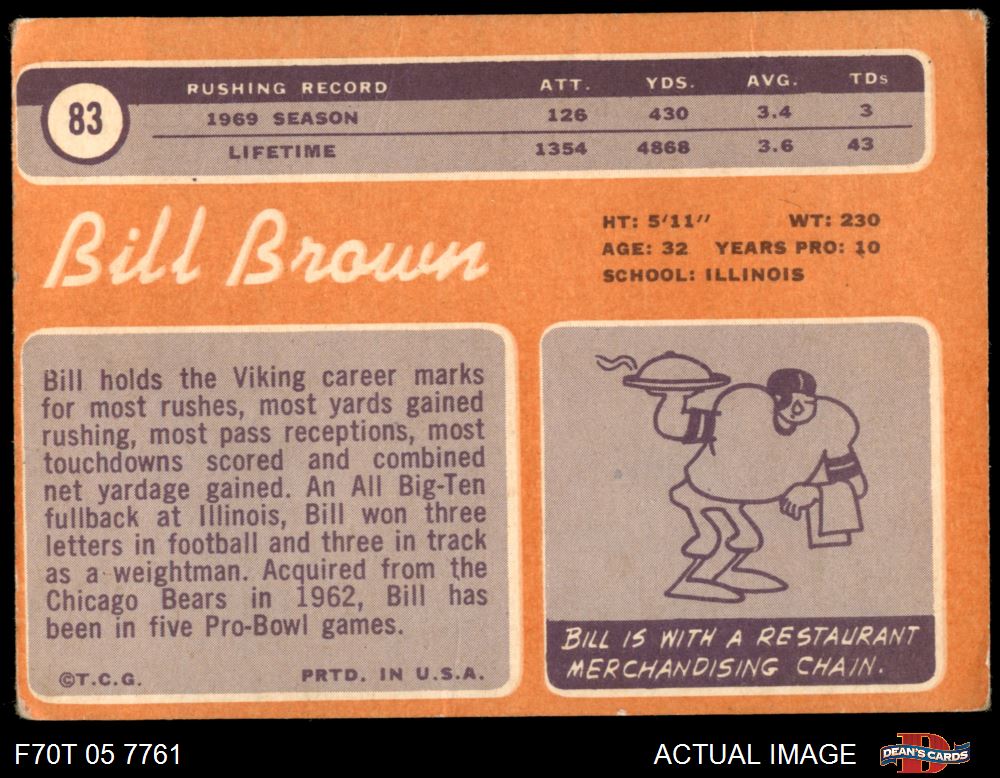 83
RUSHING RECORD ATT. YDS. AVG. TDs
1969 SEASON 126 430 3.4 3
LIFETIME 1354 4868 3.6 43
Bill Brown
HT: 5'11" WT: 230
AGE: 32 YEARS PRO: 10
SCHOOL: ILLINOIS
Bill holds the Viking career marks
for most rushes, most yards gained
rushing, most pass receptions, most
touchdowns scored and combined
net yardage gained. An All Big-Ten
fullback at Illinois, Bill won three
letters in football and three in track
as a weightman. Acquired from the
Chicago Bears in 1962, Bill has
been in five Pro-Bowl games.
©T.C.G. PRTD. IN U.S.A.
BILL IS WITH A RESTAURANT
MERCHANDISING CHAIN.
F70T 05 7761
ACTUAL IMAGE
D
DEAN'S CARDS